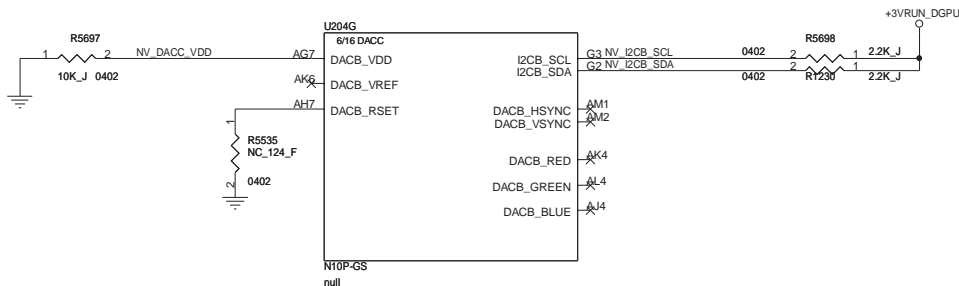 +3VRUN_DGPU
U204G
6/16 DACC
R5697
1 2 NV_DACC_VDD AG7 DACB_VDD
10K_J 0402
AK6 DACB_VREF
AH7 DACB_RSET
1
R5535
NC_124_F
2 0402
I2CB_SCL G3 NV_I2CB_SCL 0402 2 R5698 1 2.2K_J
I2CB_SDA G2 NV_I2CB_SDA 0402 2 R1230 1 2.2K_J
DACB_HSYNC AM1
DACB_VSYNC AM2
DACB_RED AK4
DACB_GREEN AL4
DACB_BLUE AJ4
N10P-GS
null